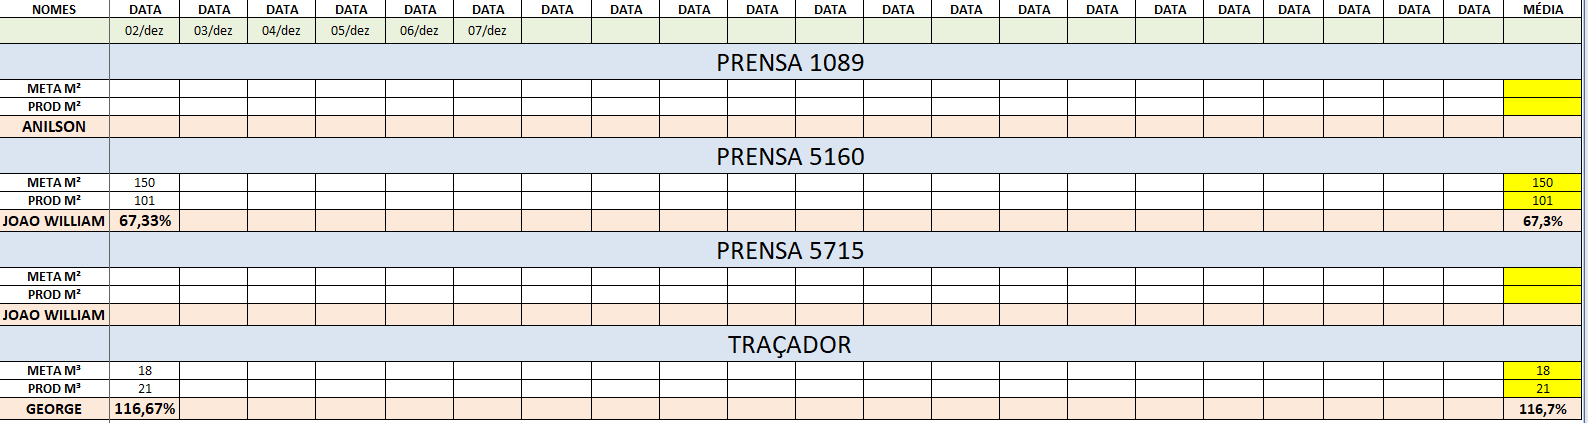 NOMES DATA DATA DATA DATA DATA DATA DATA DATA DATA DATA DATA DATA DATA DATA DATA DATA DATA DATA DATA DATA DATA DATA MÉDIA
02/dez 03/dez 04/dez 05/dez 06/dez 07/dez
PRENSA 1089
META M²
PROD M²
ANILSON
PRENSA 5160
META M² 150 150
PROD M² 101 101
JOAO WILLIAM 67,33% 67,3%
PRENSA 5715
META M²
PROD M²
JOAO WILLIAM
TRAÇADOR
META M³ 18 18
PROD M³ 21 21
GEORGE 116,67% 116,7%